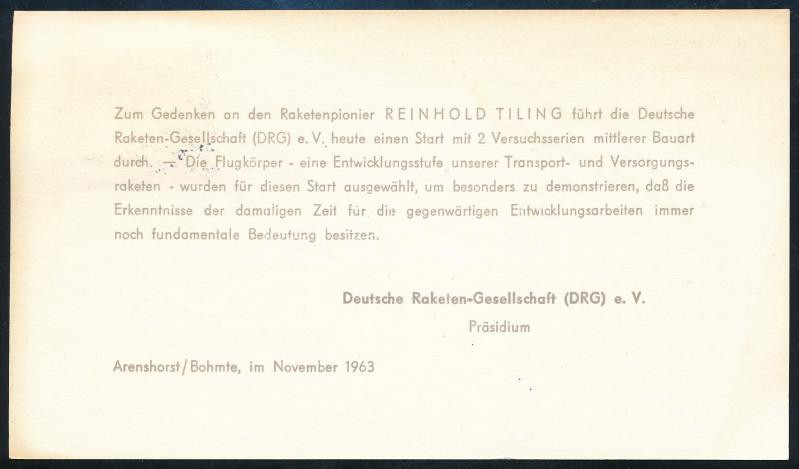 Zum Gedenken an den Raketenpionier REINHOLD TILING führt die Deutsche
Raketen-Gesellschaft (DRG) e. V. heute einen Start mit 2 Versuchsserien mittlerer Bauart
durch. — Die Flugkörper - eine Entwicklungsstufe unserer Transport- und Versorgungs-
raketen - wurden für diesen Start ausgewählt, um besonders zu demonstrieren, daß die
Erkenntnisse der damaligen Zeit für die gegenwärtigen Entwicklungsarbeiten immer
noch fundamentale Bedeutung besitzen.
Deutsche Raketen-Gesellschaft (DRG) e. V.
Präsidium
Arenshorst/Bohmte, im November 1963